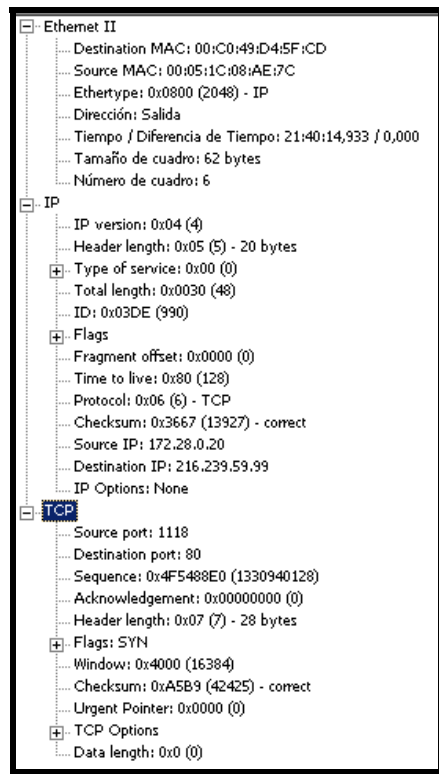 Ethernet II
Destination MAC: 00:C0:49:D4:5F:CD
Source MAC: 00:05:1C:08:AE:7C
Ethertype: 0x0800 (2048) - IP
Dirección: Salida
Tiempo / Diferencia de Tiempo: 21:40:14,933 / 0,000
Tamaño de cuadro: 62 bytes
Número de cuadro: 6
IP
IP version: 0x04 (4)
Header length: 0x05 (5) - 20 bytes
Type of service: 0x00 (0)
Total length: 0x0030 (48)
ID: 0x03DE (990)
Flags
Fragment offset: 0x0000 (0)
Time to live: 0x80 (128)
Protocol: 0x06 (6) - TCP
Checksum: 0x3667 (13927) - correct
Source IP: 172.28.0.20
Destination IP: 216.239.59.99
IP Options: None
TCP
Source port: 1118
Destination port: 80
Sequence: 0x4F5488E0 (1330940128)
Acknowledgement: 0x00000000 (0)
Header length: 0x07 (7) - 28 bytes
Flags: SYN
Window: 0x4000 (16384)
Checksum: 0xA5B9 (42425) - correct
Urgent Pointer: 0x0000 (0)
TCP Options
Data length: 0x0 (0)